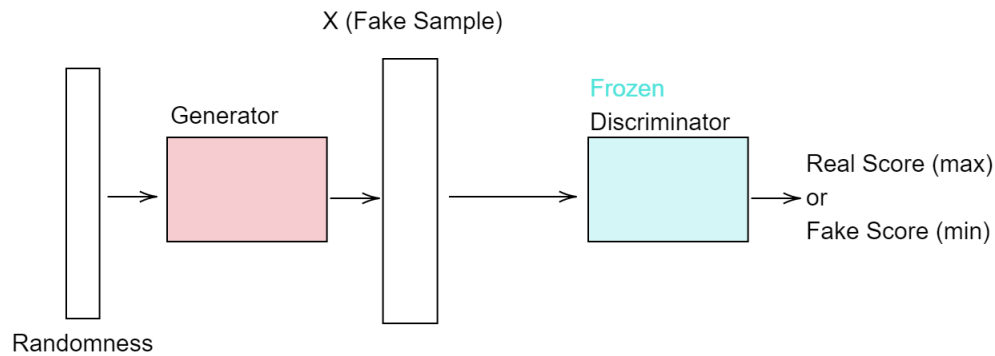 X (Fake Sample)
Frozen
Generator
Discriminator
Real Score (max)
or
Fake Score (min)
Randomness